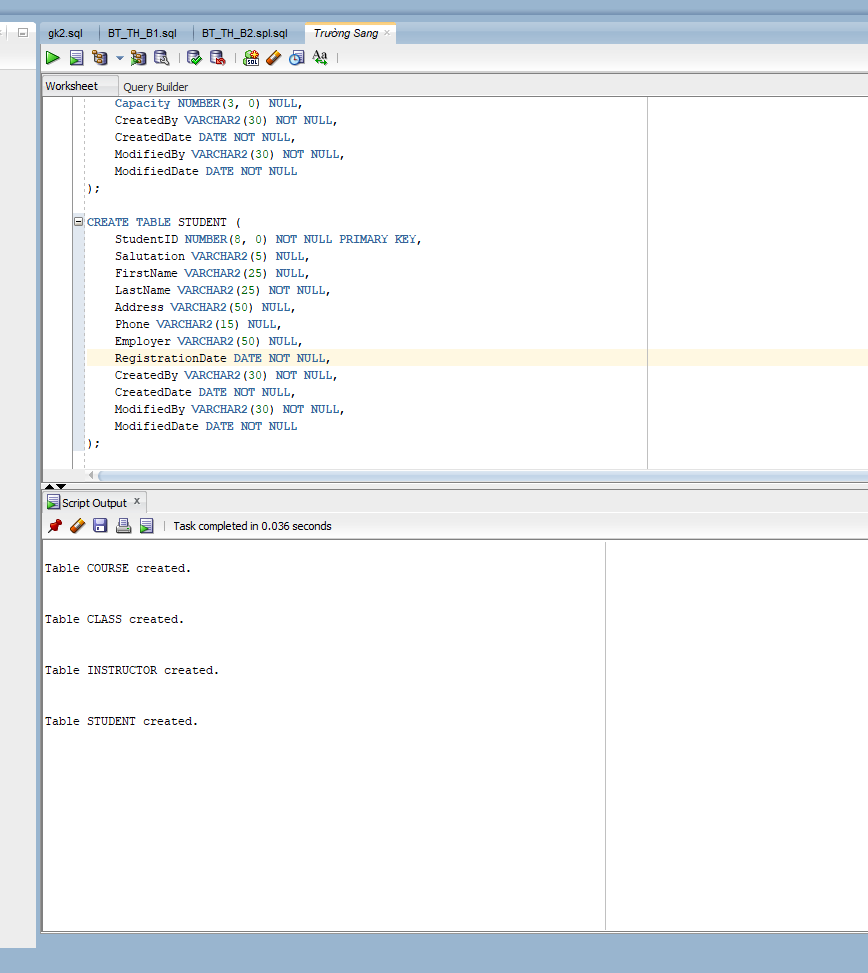 gk2.sql BT_TH_B1.sql BT_TH_B2.spl.sql Trường Sang
SQL Aa
Worksheet Query Builder
Capacity NUMBER(3, 0) NULL,
CreatedBy VARCHAR2(30) NOT NULL,
CreatedDate DATE NOT NULL,
ModifiedBy VARCHAR2(30) NOT NULL,
ModifiedDate DATE NOT NULL
);
CREATE TABLE STUDENT (
StudentID NUMBER(8, 0) NOT NULL PRIMARY KEY,
Salutation VARCHAR2(5) NULL,
FirstName VARCHAR2(25) NULL,
LastName VARCHAR2(25) NOT NULL,
Address VARCHAR2(50) NULL,
Phone VARCHAR2(15) NULL,
Employer VARCHAR2(50) NULL,
RegistrationDate DATE NOT NULL,
CreatedBy VARCHAR2(30) NOT NULL,
CreatedDate DATE NOT NULL,
ModifiedBy VARCHAR2(30) NOT NULL,
ModifiedDate DATE NOT NULL
);
Script Output x
Task completed in 0.036 seconds
Table COURSE created.
Table CLASS created.
Table INSTRUCTOR created.
Table STUDENT created.